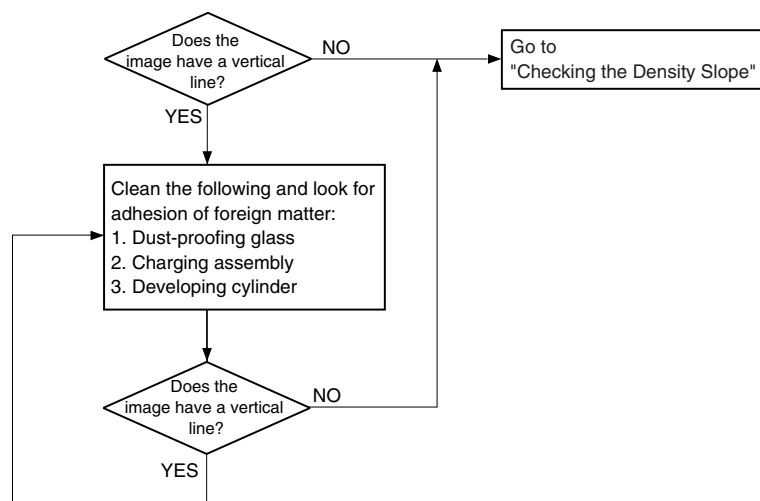 Does the
image have a vertical
line?
NO
Go to
"Checking the Density Slope"
YES
Clean the following and look for
adhesion of foreign matter:
1. Dust-proofing glass
2. Charging assembly
3. Developing cylinder
Does the
image have a vertical
line?
NO
YES